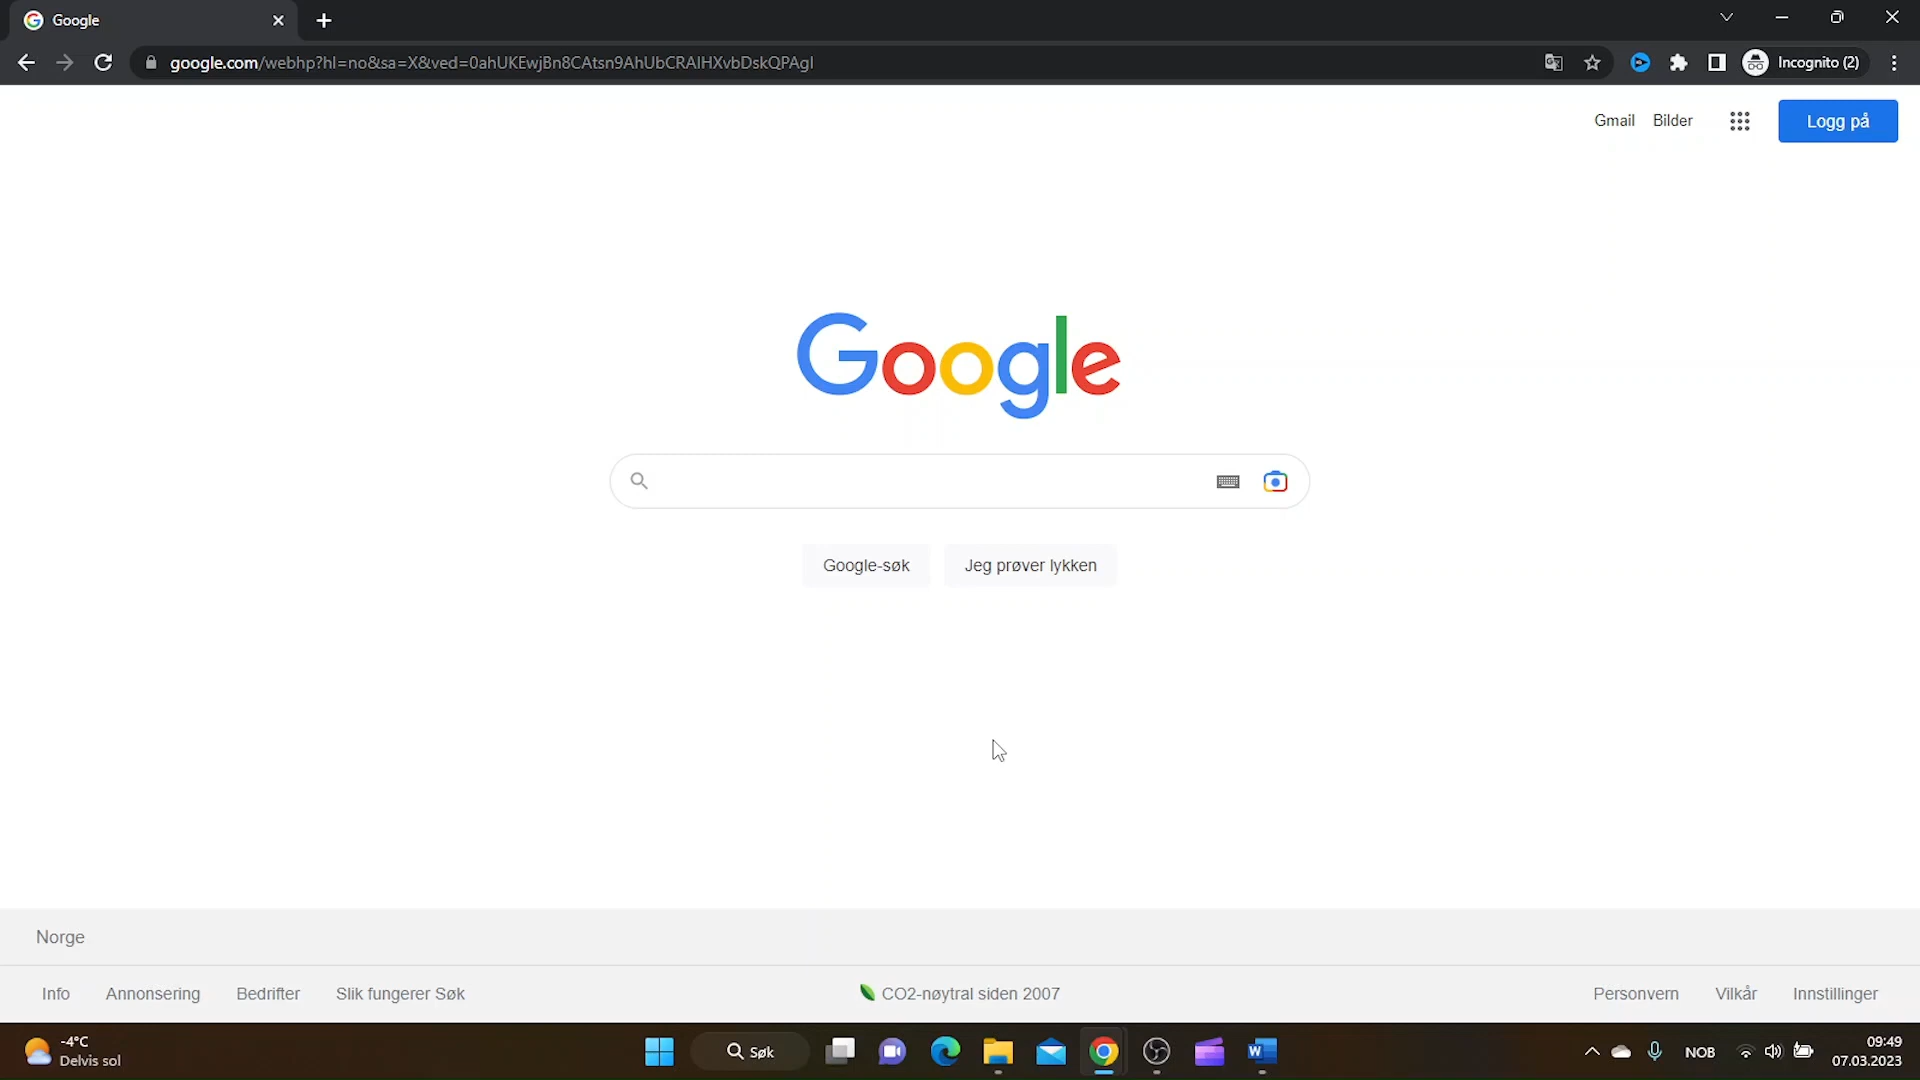 Google
google.com/webhp?hl=no&sa=X&ved=0ahUKEwjBn8CAtsn9AhUbCRAIHXvbDskQPAgI
Incognito (2)
Gmail
Bilder
Logg på
Google
Google-søk
Jeg prøver lykken
Norge
Info
Annonsering
Bedrifter
Slik fungerer Søk
CO2-nøytral siden 2007
Personvern
Vilkår
Innstillinger
-4°C
Delvis sol
Søk
NOB
09:49
07.03.2023